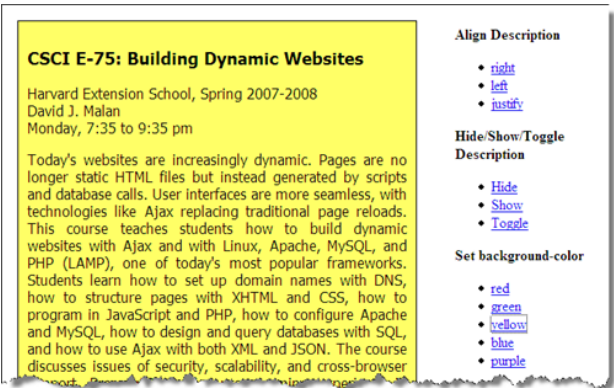 CSCI E-75: Building Dynamic Websites
Harvard Extension School, Spring 2007-2008
David J. Malan
Monday, 7:35 to 9:35 pm
Today's websites are increasingly dynamic. Pages are no
longer static HTML files but instead generated by scripts
and database calls. User interfaces are more seamless, with
technologies like Ajax replacing traditional page reloads.
This course teaches students how to build dynamic
websites with Ajax and with Linux, Apache, MySQL, and
PHP (LAMP), one of today's most popular frameworks.
Students learn how to set up domain names with DNS,
how to structure pages with XHTML and CSS, how to
program in JavaScript and PHP, how to configure Apache
and MySQL, how to design and query databases with SQL,
and how to use Ajax with both XML and JSON. The course
discusses issues of security, scalability, and cross-browser
Align Description
right
left
justify
Hide/Show/Toggle
Description
Hide
Show
Toggle
Set background-color
red
green
yellow
blue
purple